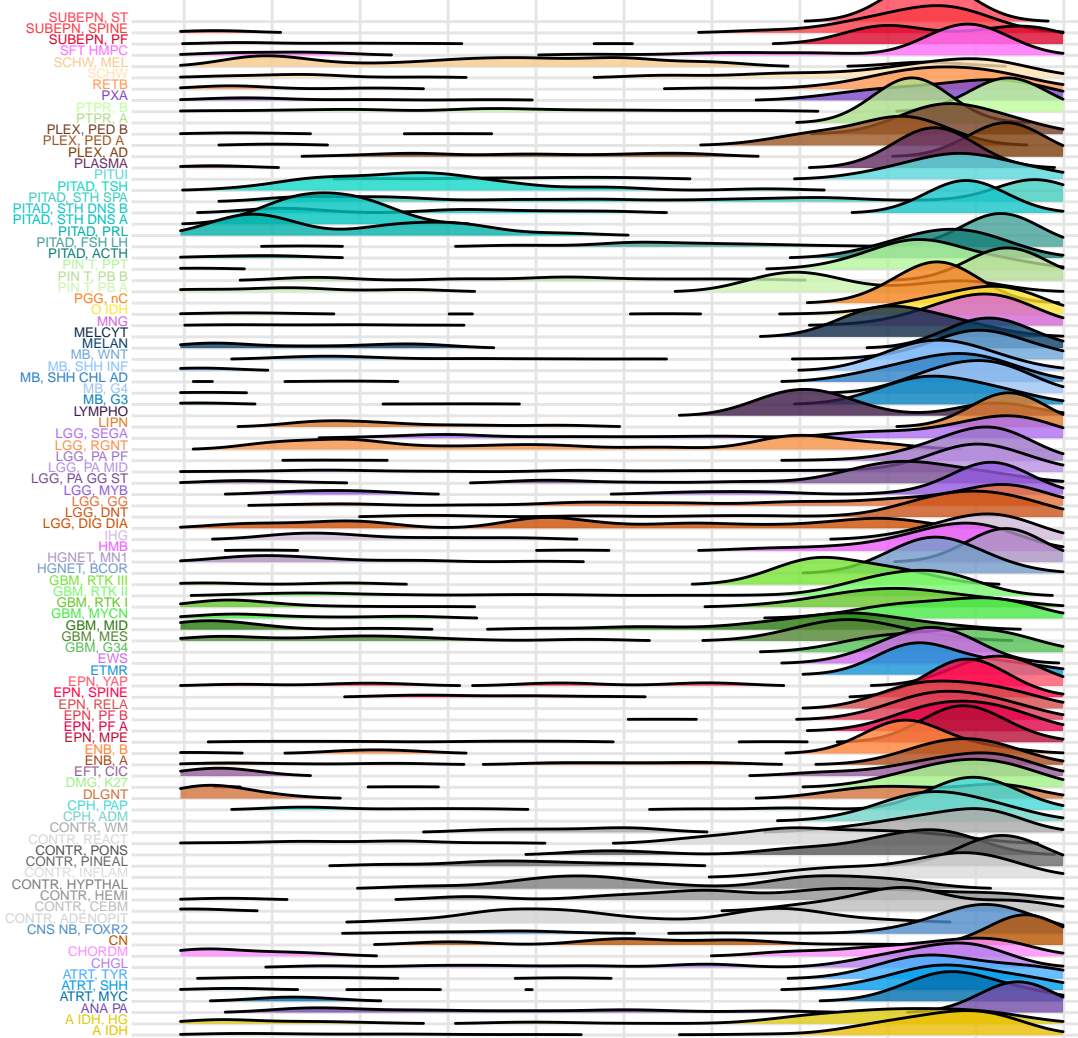 SUBEPN, ST
SUBEPN, SPINE
SUBEPN, PF
SFT HMPC
SCHW, MEL
SCHW
RETB
PXA
PTPR, B
PTPR, A
PLEX, PED B
PLEX, PED A
PLEX, AD
PLASMA
PITUI
PITAD, TSH
PITAD, STH SPA
PITAD, STH DNS B
PITAD, STH DNS A
PITAD, PRL
PITAD, FSH LH
PITAD, ACTH
PIN T, PPT
PIN T, PB B
PIN T, PB A
PGG, nC
O IDH
MNG
MELCYT
MELAN
MB, WNT
MB, SHH INF
MB, SHH CHL AD
MB, G4
MB, G3
LYMPHO
LIPN
LGG, SEGA
LGG, RGNT
LGG, PA PF
LGG, PA MID
LGG, PA GG ST
LGG, MYB
LGG, GG
LGG, DNT
LGG, DIG DIA
IHG
HMB
HGNET, MN1
HGNET, BCOR
GBM, RTK III
GBM, RTK II
GBM, RTK I
GBM, MYCN
GBM, MID
GBM, MES
GBM, G34
EWS
ETMR
EPN, YAP
EPN, SPINE
EPN, RELA
EPN, PF B
EPN, PF A
EPN, MPE
ENB, B
ENB, A
EFT, CIC
DMG, K27
DLGNT
CPH, PAP
CPH, ADM
CONTR, WM
CONTR, REACT
CONTR, PONS
CONTR, PINEAL
CONTR, INFLAM
CONTR, HYPTHAL
CONTR, HEMI
CONTR, CEBM
CONTR, ADENOPIT
CNS NB, FOXR2
CN
CHORDM
CHGL
ATRT, TYR
ATRT, SHH
ATRT, MYC
ANA PA
A IDH, HG
A IDH